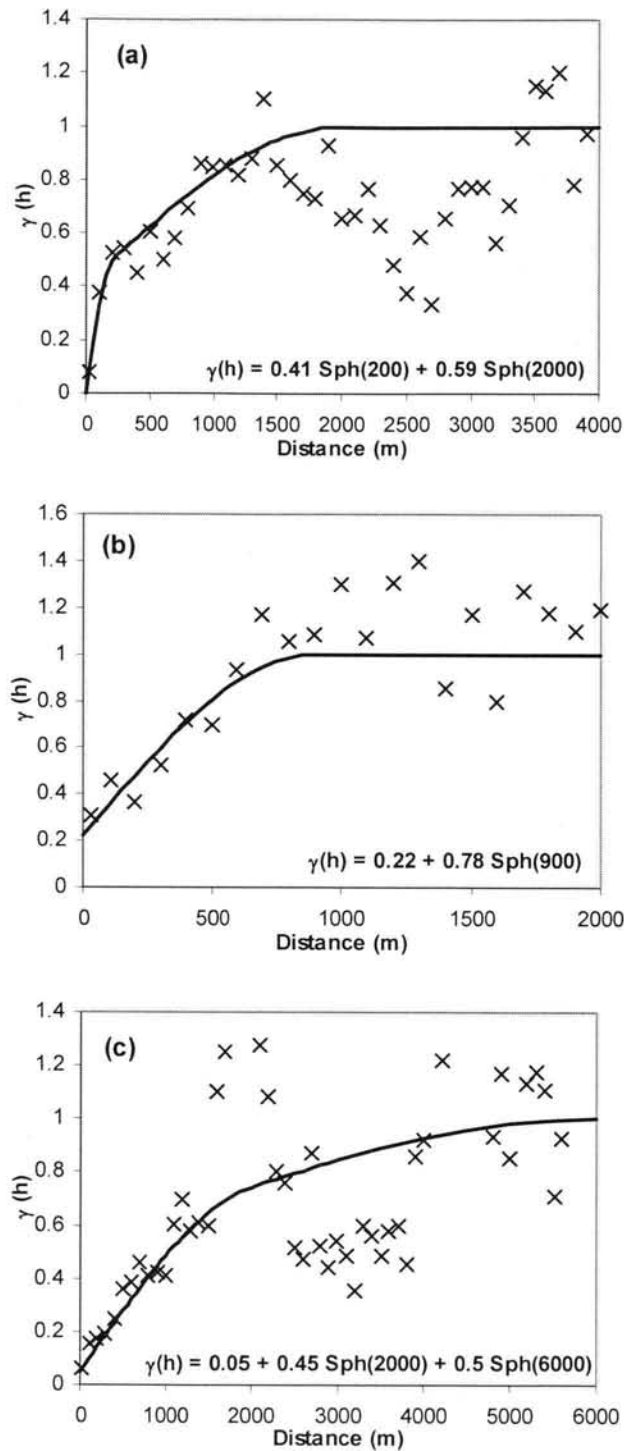 (a)
1.4
1.2
1
0.8
0.6
0.4
0.2
0
γ (h)
γ(h) = 0.41 Sph(200) + 0.59 Sph(2000)
0 500 1000 1500 2000 2500 3000 3500 4000
Distance (m)
(b)
1.6
1.4
1.2
1
0.8
0.6
0.4
0.2
0
γ (h)
γ(h) = 0.22 + 0.78 Sph(900)
0 500 1000 1500 2000
Distance (m)
(c)
1.4
1.2
1
0.8
0.6
0.4
0.2
0
γ (h)
γ(h) = 0.05 + 0.45 Sph(2000) + 0.5 Sph(6000)
0 1000 2000 3000 4000 5000 6000
Distance (m)